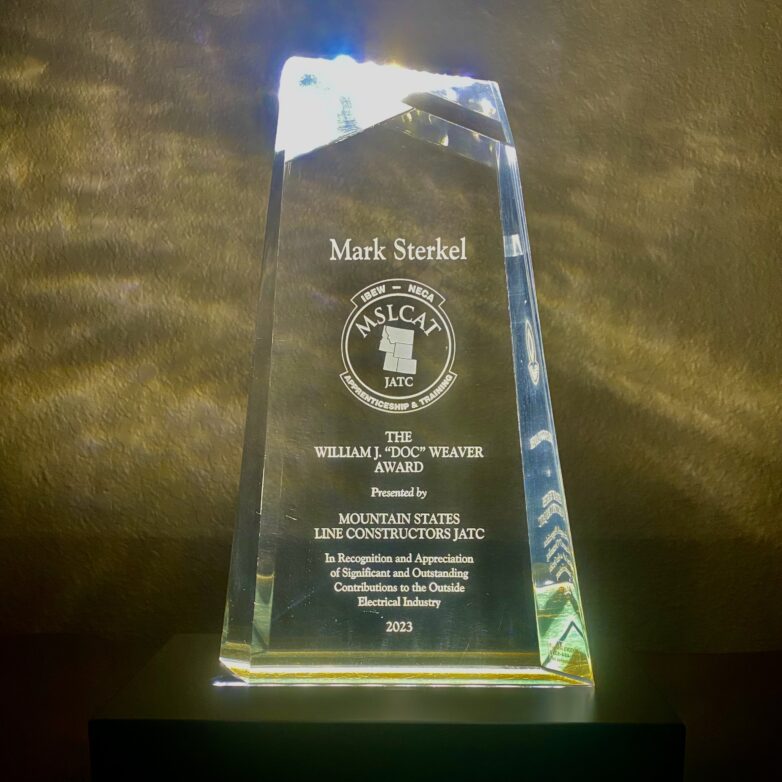 Mark Sterkel
IBEW — NECA
MSLCAT
JATC
APPRENTICESHIP & TRAINING
THE
WILLIAM J. “DOC” WEAVER
AWARD
Presented by
MOUNTAIN STATES
LINE CONSTRUCTORS JATC
In Recognition and Appreciation
of Significant and Outstanding
Contributions to the Outside
Electrical Industry
2023